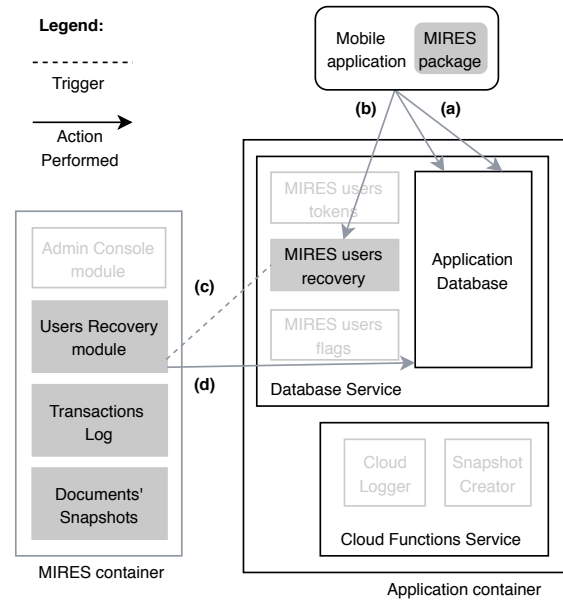 Legend:
Trigger
Action
Performed
Mobile
application
MIRES
package
(b)
(a)
MIRES users
tokens
MIRES users
recovery
MIRES users
flags
Application
Database
Database Service
Admin Console
module
Users Recovery
module
Transactions
Log
Documents'
Snapshots
MIRES container
(c)
(d)
Cloud
Logger
Snapshot
Creator
Cloud Functions Service
Application container